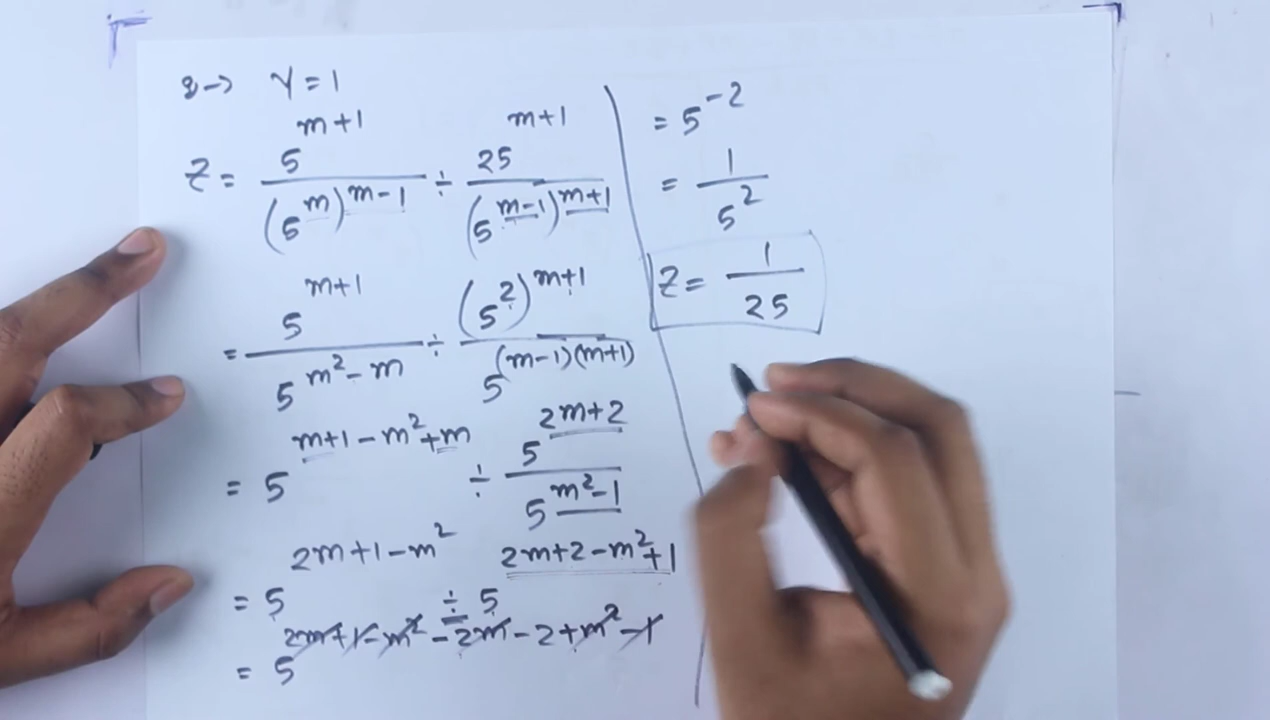 ২→ Y = 1
Z = 5^{m+1} / (5^m)^{m-1} ÷ 25^{m+1} / (5^{m-1})^{m+1}
= 5^{m+1} / 5^{m²-m} ÷ (5²)^{m+1} / 5^{(m-1)(m+1)}
= 5^{m+1-m²+m} ÷ 5^{2m+2} / 5^{m²-1}
= 5^{2m+1-m²} ÷ 5^{2m+2-m²+1}
= 5^{2m+1-m²-2m-2+m²-1}
= 5^{-2}
= 1 / 5²
Z = 1 / 25